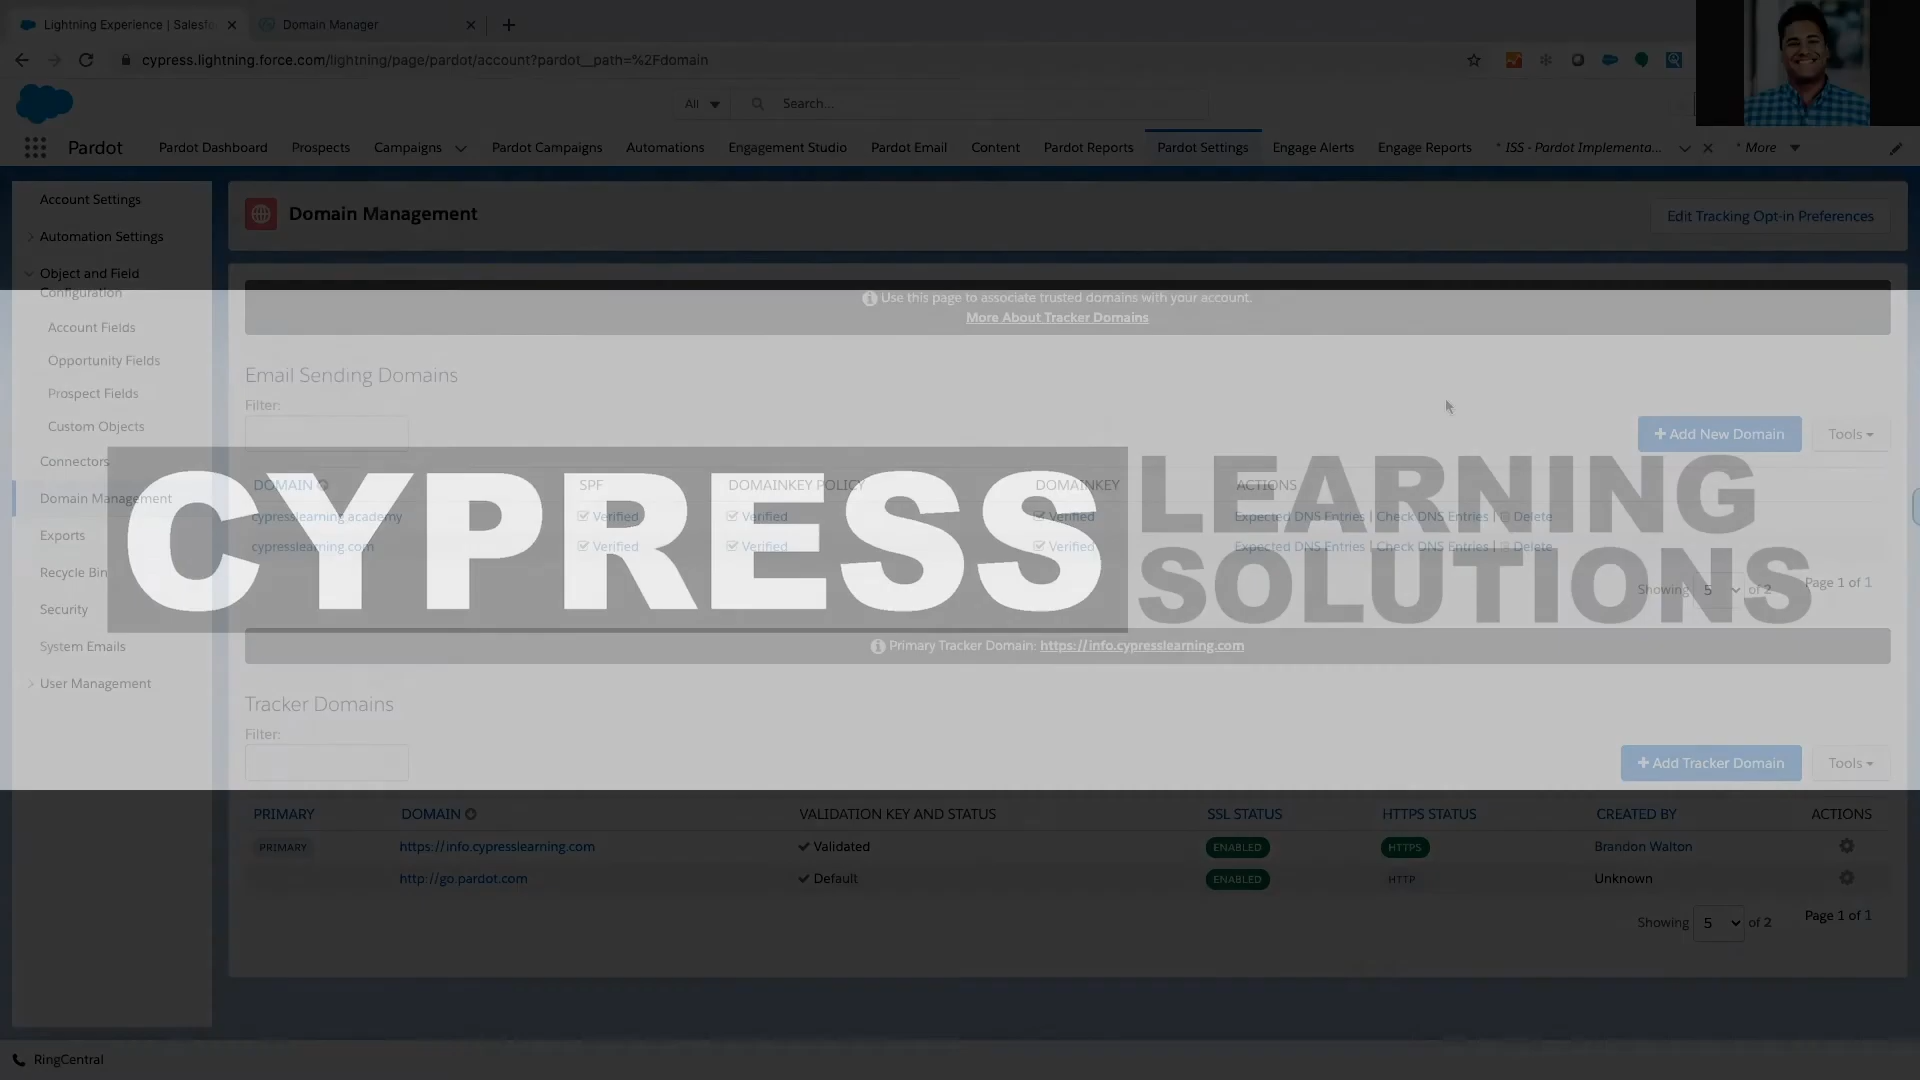 Lightning Experience | Salesfo
Domain Manager
cypress.lightning.force.com/lightning/page/pardot/account?pardot__path=%2Fdomain
All
Search...
Pardot
Pardot Dashboard
Prospects
Campaigns
Pardot Campaigns
Automations
Engagement Studio
Pardot Email
Content
Pardot Reports
Pardot Settings
Engage Alerts
Engage Reports
* ISS - Pardot Implementa...
* More
Account Settings
Automation Settings
Object and Field
Configuration
Account Fields
Opportunity Fields
Prospect Fields
Custom Objects
Connectors
Domain Management
Exports
Recycle Bin
Security
System Emails
User Management
Domain Management
Edit Tracking Opt-in Preferences
Use this page to associate trusted domains with your account.
More About Tracker Domains
Email Sending Domains
Filter:
+ Add New Domain
Tools
DOMAIN SPF DOMAINKEY POLICY DOMAINKEY ACTIONS
cypresslearning.academy Verified Verified Verified Expected DNS Entries | Check DNS Entries | Delete
cypresslearning.com Verified Verified Verified Expected DNS Entries | Check DNS Entries | Delete
Showing 5 of 2
Page 1 of 1
CYPRESS
LEARNING
SOLUTIONS
Primary Tracker Domain: https://info.cypresslearning.com
Tracker Domains
Filter:
+ Add Tracker Domain
Tools
PRIMARY DOMAIN VALIDATION KEY AND STATUS SSL STATUS HTTPS STATUS CREATED BY ACTIONS
PRIMARY https://info.cypresslearning.com Validated ENABLED HTTPS Brandon Walton
http://go.pardot.com Default ENABLED HTTP Unknown
Showing 5 of 2
Page 1 of 1
RingCentral